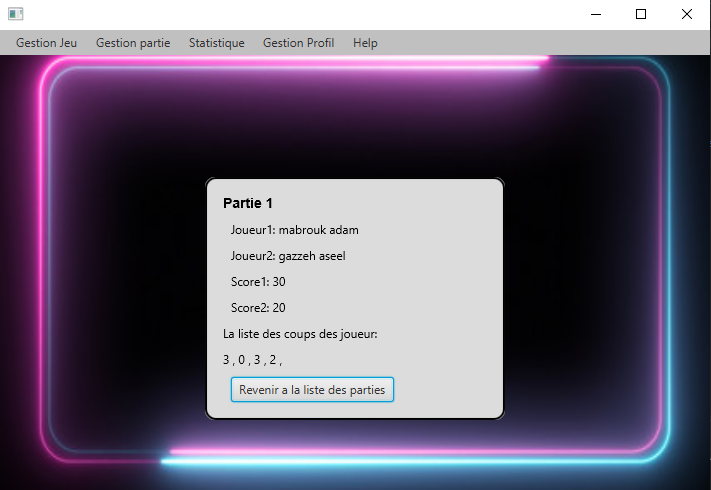 Gestion Jeu Gestion partie Statistique Gestion Profil Help
Partie 1
Joueur1: mabrouk adam
Joueur2: gazzeh aseel
Score1: 30
Score2: 20
La liste des coups des joueur:
3 , 0 , 3 , 2 ,
Revenir a la liste des parties